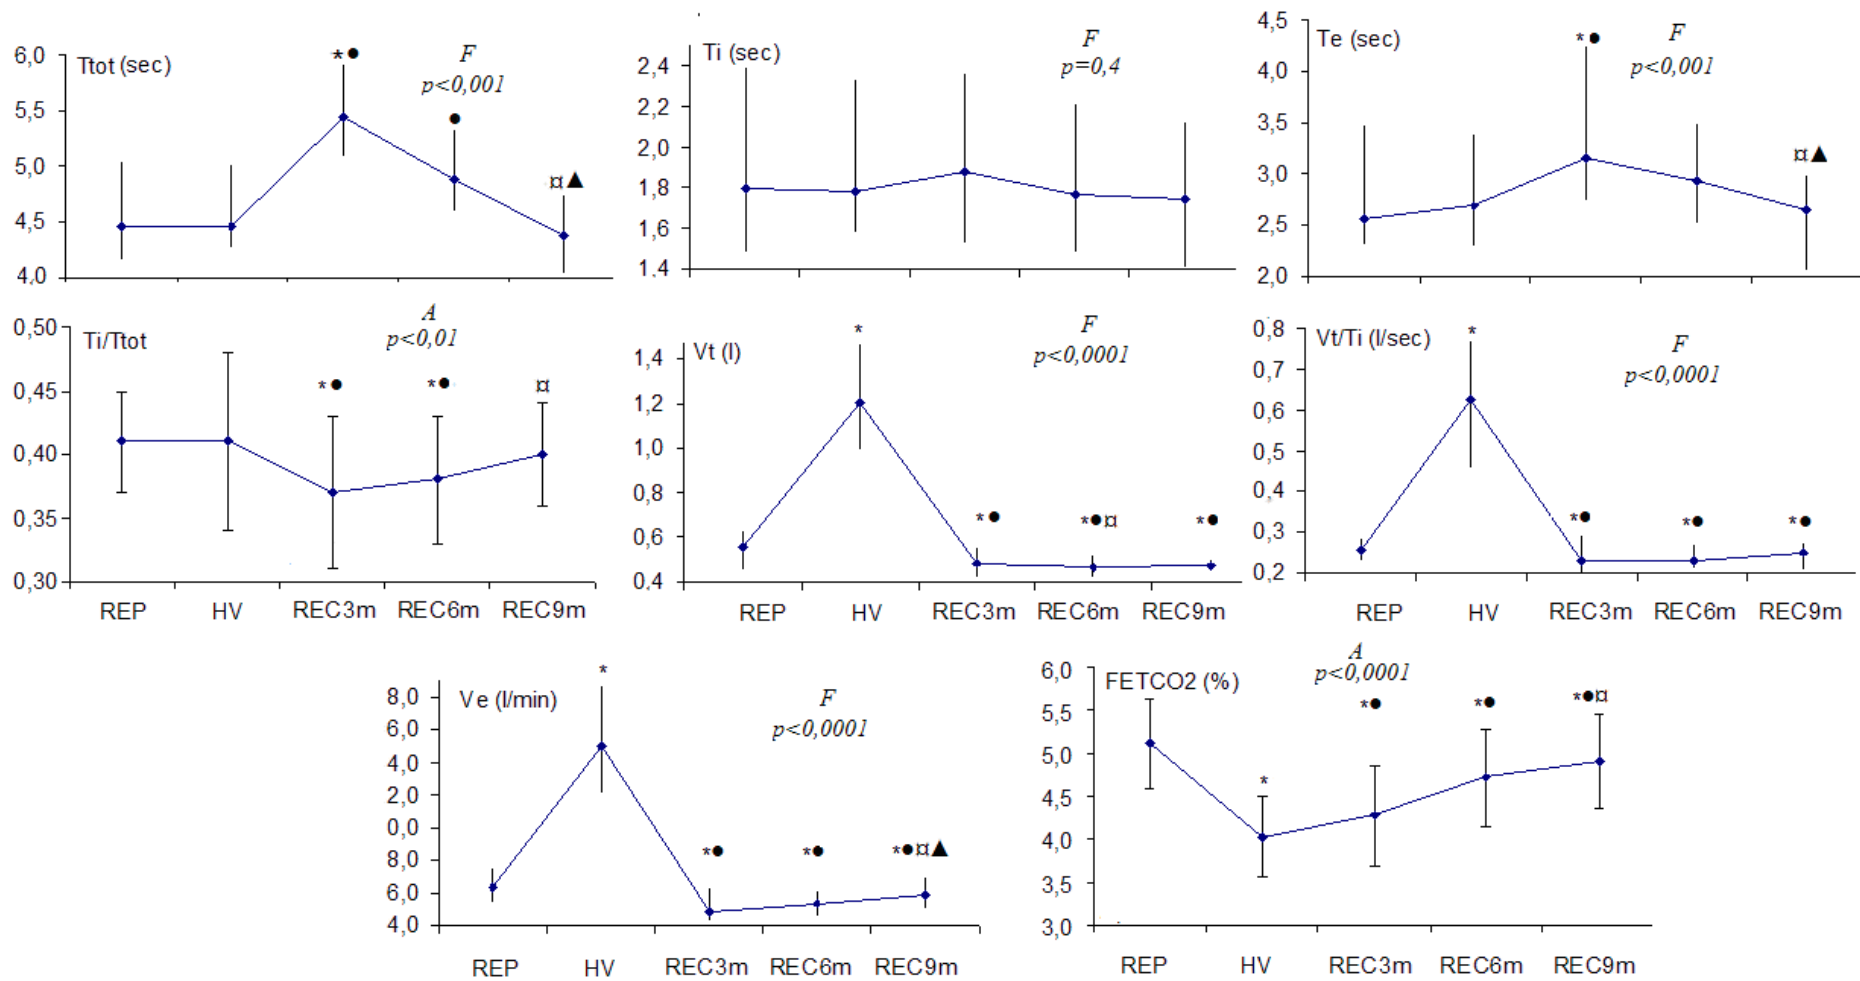 Ttot (sec)
F
p<0,001
6,0
5,5
5,0
4,5
4,0
*●
●
¤▲
Ti (sec)
F
p=0,4
2,4
2,2
2,0
1,8
1,6
1,4
Te (sec)
F
p<0,001
4,5
4,0
3,5
3,0
2,5
2,0
*●
¤▲
Ti/Ttot
A
p<0,01
0,50
0,45
0,40
0,35
0,30
*●
*●
¤
REP HV REC3m REC6m REC9m
Vt (l)
F
p<0,0001
1,4
1,2
1,0
0,8
0,6
0,4
*
*●
*●¤
*●
REP HV REC3m REC6m REC9m
Vt/Ti (l/sec)
F
p<0,0001
0,8
0,7
0,6
0,5
0,4
0,3
0,2
*
*●
*●
*●
REP HV REC3m REC6m REC9m
Ve (l/min)
F
p<0,0001
8,0
6,0
4,0
2,0
0,0
8,0
6,0
4,0
*
*●
*●
*●¤▲
REP HV REC3m REC6m REC9m
FETCO2 (%)
A
p<0,0001
6,0
5,5
5,0
4,5
4,0
3,5
3,0
*
*●
*●
*●¤
REP HV REC3m REC6m REC9m